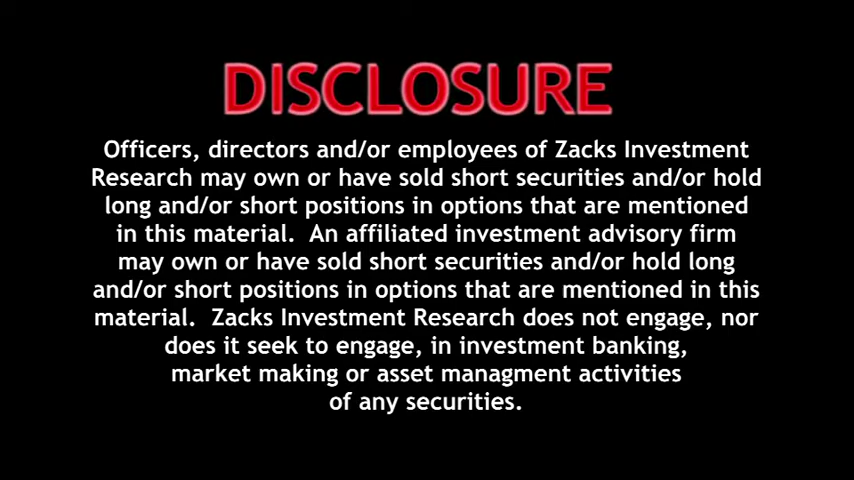 DISCLOSURE
Officers, directors and/or employees of Zacks Investment
Research may own or have sold short securities and/or hold
long and/or short positions in options that are mentioned
in this material.  An affiliated investment advisory firm
may own or have sold short securities and/or hold long
and/or short positions in options that are mentioned in this
material.  Zacks Investment Research does not engage, nor
does it seek to engage, in investment banking,
market making or asset managment activities
of any securities.